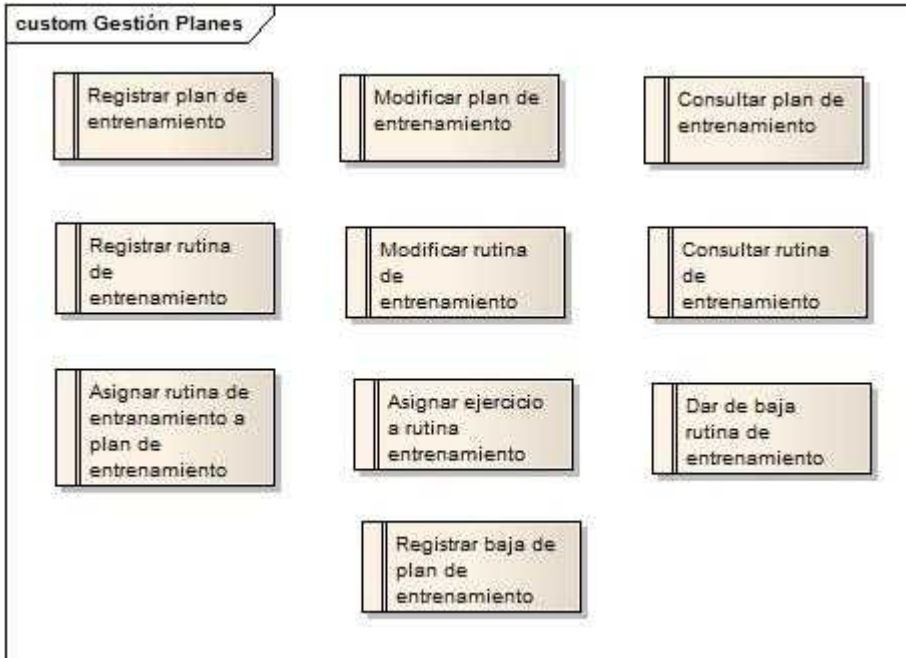 custom Gestión Planes
Registrar plan de
entrenamiento
Modificar plan de
entrenamiento
Consultar plan de
entrenamiento
Registrar rutina
de
entrenamiento
Modificar rutina
de
entrenamiento
Consultar rutina
de
entrenamiento
Asignar rutina de
entranamiento a
plan de
entrenamiento
Asignar ejercicio
a rutina
entrenamiento
Dar de baja
rutina de
entrenamiento
Registrar baja de
plan de
entrenamiento